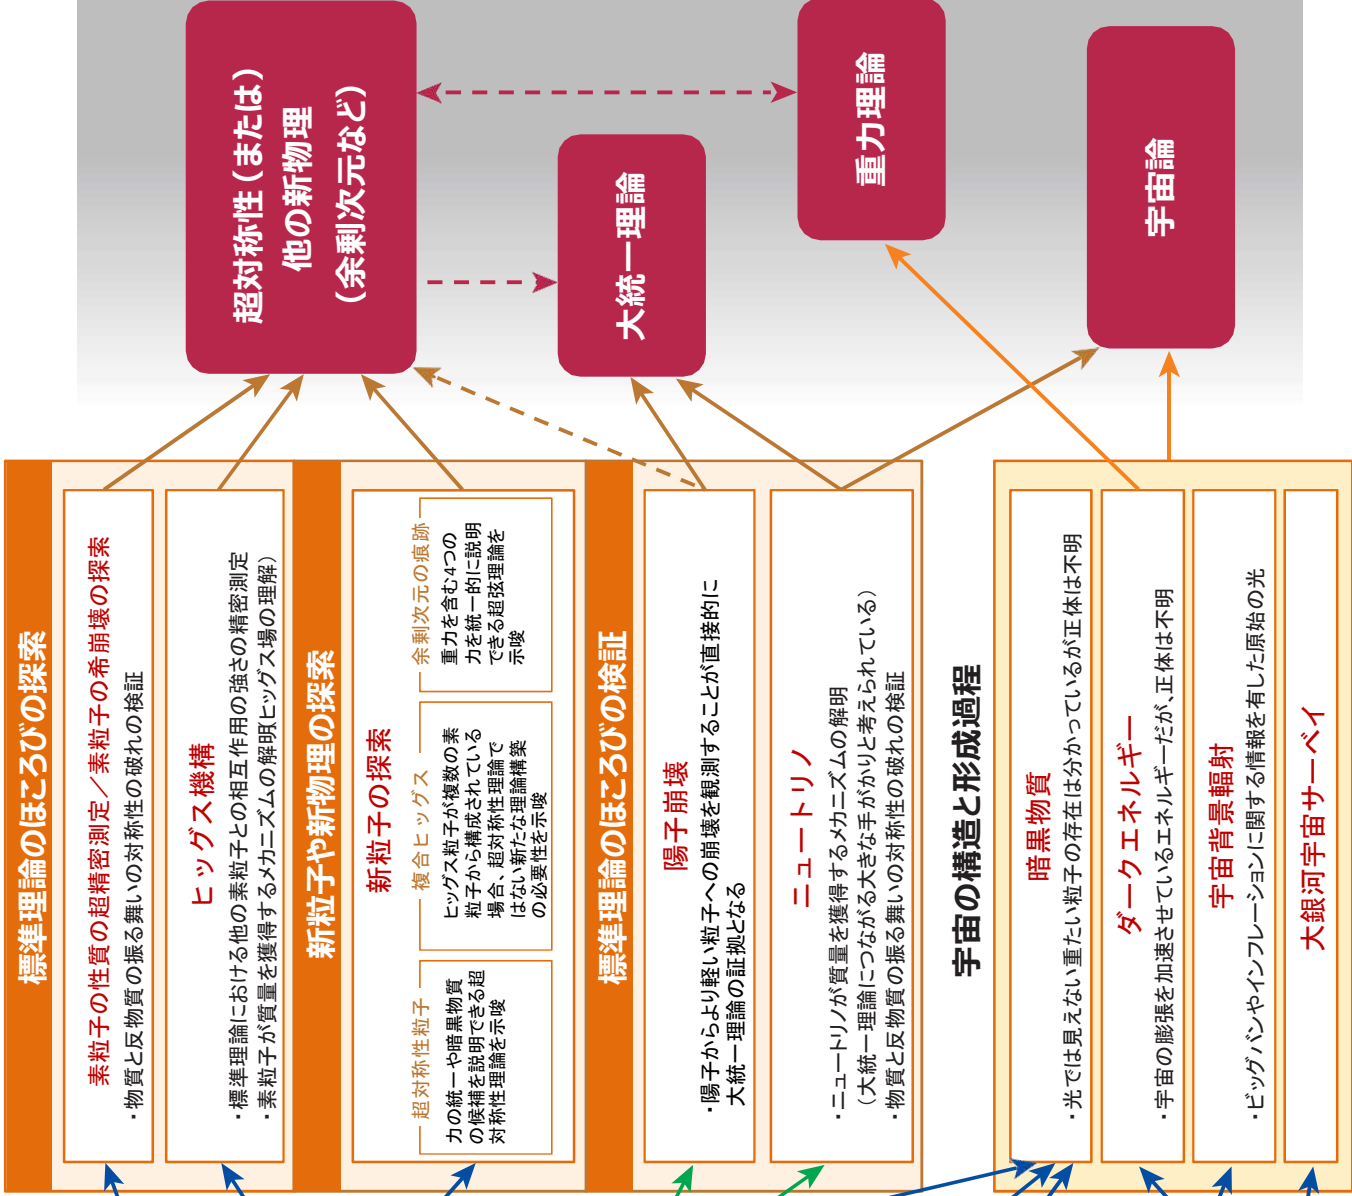 超対称性(または)
他の新物理
(余剰次元など)
大統一理論
重力理論
宇宙論
標準理論のほころびの探索
素粒子の性質の超精密測定／素粒子の希崩壊の探索
・物質と反物質の振る舞いの対称性の破れの検証
ヒッグス機構
・標準理論における他の素粒子との相互作用の強さの精密測定
・素粒子が質量を獲得するメカニズムの解明(ヒッグス場の理解)
新粒子や新物理の探索
新粒子の探索
超対称性粒子
力の統一や暗黒物質
の候補を説明できる超
対称性理論を示唆
複合ヒッグス
ヒッグス粒子が複数の素
粒子から構成されている
場合、超対称性理論で
はない新たな理論構築
の必要性を示唆
余剰次元の痕跡
重力を含む4つの
力を統一的に説明
できる超弦理論を
示唆
標準理論のほころびの検証
陽子崩壊
・陽子からより軽い粒子への崩壊を観測することが直接的に
大統一理論の証拠となる
ニュートリノ
・ニュートリノが質量を獲得するメカニズムの解明
(大統一理論につながる大きな手がかりと考えられている)
・物質と反物質の振る舞いの対称性の破れの検証
宇宙の構造と形成過程
暗黒物質
・光では見えない重たい粒子の存在は分かっているが正体は不明
ダークエネルギー
・宇宙の膨張を加速させているエネルギーだが、正体は不明
宇宙背景輻射
・ビッグバンやインフレーションに関する情報を有した原始の光
大銀河宇宙サーベイ